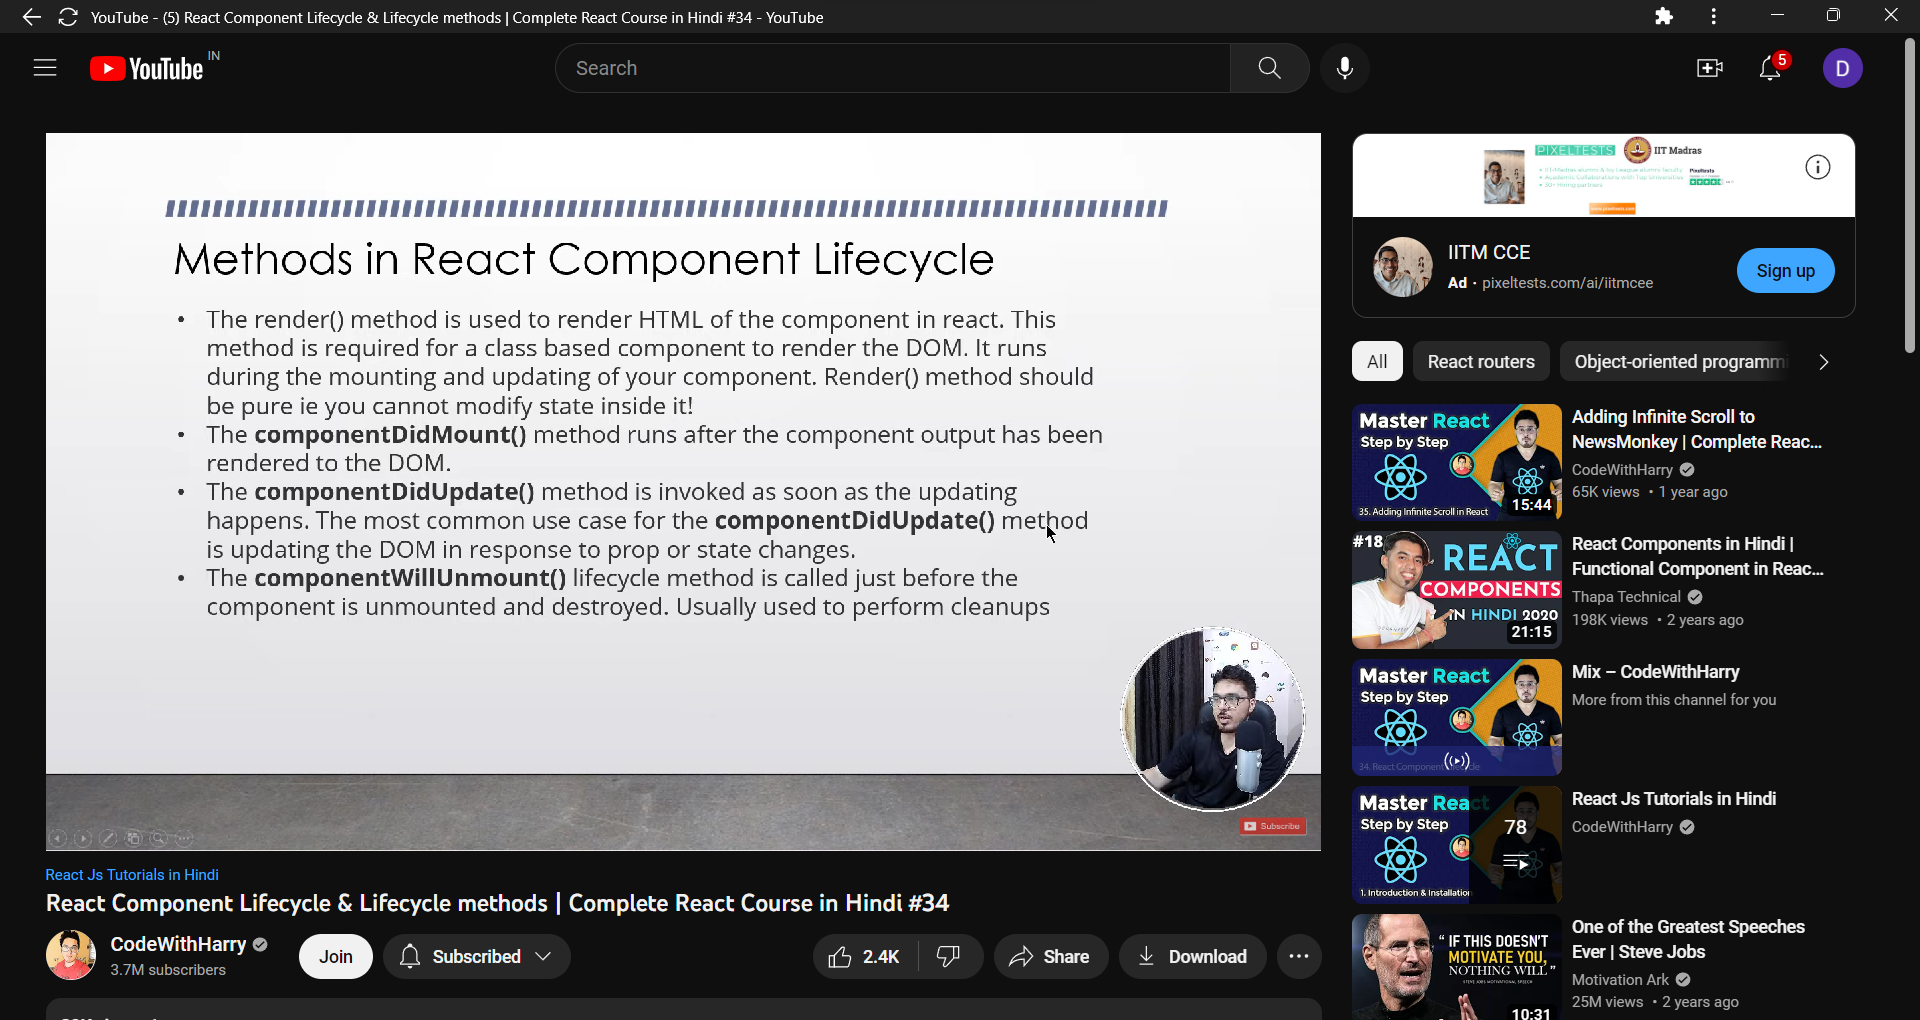 YouTube - (5) React Component Lifecycle & Lifecycle methods | Complete React Course in Hindi #34 - YouTube
YouTube IN
Search
5
D
Methods in React Component Lifecycle
• The render() method is used to render HTML of the component in react. This
method is required for a class based component to render the DOM. It runs
during the mounting and updating of your component. Render() method should
be pure ie you cannot modify state inside it!
• The componentDidMount() method runs after the component output has been
rendered to the DOM.
• The componentDidUpdate() method is invoked as soon as the updating
happens. The most common use case for the componentDidUpdate() method
is updating the DOM in response to prop or state changes.
• The componentWillUnmount() lifecycle method is called just before the
component is unmounted and destroyed. Usually used to perform cleanups
Subscribe
React Js Tutorials in Hindi
React Component Lifecycle & Lifecycle methods | Complete React Course in Hindi #34
CodeWithHarry
3.7M subscribers
Join
Subscribed
2.4K
Share
Download
PIXELTESTS
IIT Madras
Pixeltests
IITM CCE
Ad · pixeltests.com/ai/iitmcee
Sign up
All
React routers
Object-oriented programmi
Master React
Step by Step
35. Adding Infinite Scroll in React
15:44
Adding Infinite Scroll to
NewsMonkey | Complete Reac...
CodeWithHarry
65K views • 1 year ago
#18
REACT
COMPONENTS
IN HINDI 2020
21:15
React Components in Hindi |
Functional Component in Reac...
Thapa Technical
198K views • 2 years ago
Master React
Step by Step
34. React Component
Mix – CodeWithHarry
More from this channel for you
Master React
Step by Step
1. Introduction & Installation
78
React Js Tutorials in Hindi
CodeWithHarry
“ IF THIS DOESN'T
MOTIVATE YOU,
NOTHING WILL ”
STEVE JOBS MOTIVATIONAL SPEECH
10:31
One of the Greatest Speeches
Ever | Steve Jobs
Motivation Ark
25M views • 2 years ago